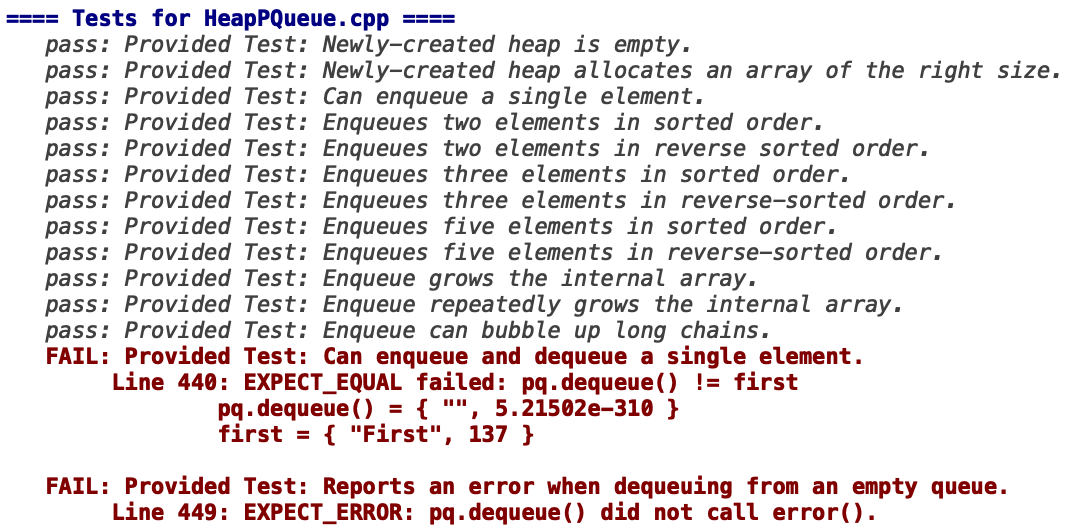 ==== Tests for HeapPQueue.cpp ====
pass: Provided Test: Newly-created heap is empty.
pass: Provided Test: Newly-created heap allocates an array of the right size.
pass: Provided Test: Can enqueue a single element.
pass: Provided Test: Enqueues two elements in sorted order.
pass: Provided Test: Enqueues two elements in reverse sorted order.
pass: Provided Test: Enqueues three elements in sorted order.
pass: Provided Test: Enqueues three elements in reverse-sorted order.
pass: Provided Test: Enqueues five elements in sorted order.
pass: Provided Test: Enqueues five elements in reverse-sorted order.
pass: Provided Test: Enqueue grows the internal array.
pass: Provided Test: Enqueue repeatedly grows the internal array.
pass: Provided Test: Enqueue can bubble up long chains.
FAIL: Provided Test: Can enqueue and dequeue a single element.
Line 440: EXPECT_EQUAL failed: pq.dequeue() != first
pq.dequeue() = { "", 5.21502e-310 }
first = { "First", 137 }
FAIL: Provided Test: Reports an error when dequeuing from an empty queue.
Line 449: EXPECT_ERROR: pq.dequeue() did not call error().